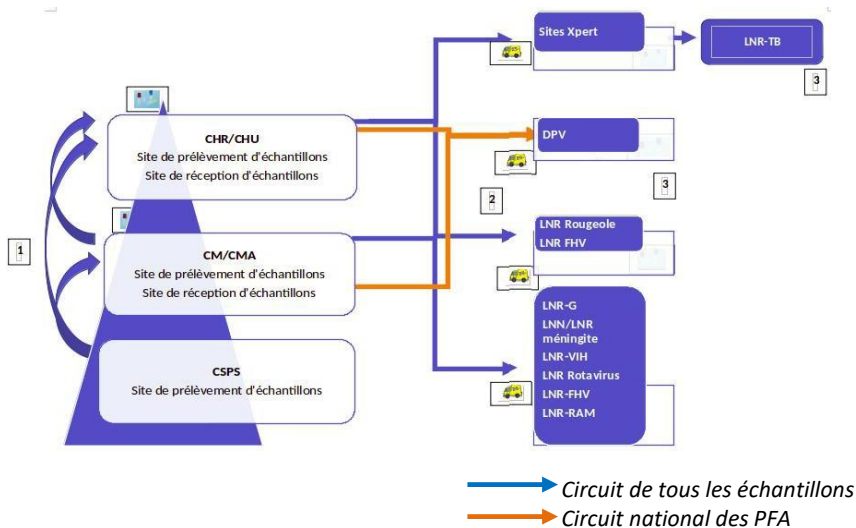 Sites Xpert
LNR-TB
3
CHR/CHU
Site de prélèvement d'échantillons
Site de réception d'échantillons
DPV
3
2
1
CM/CMA
Site de prélèvement d'échantillons
Site de réception d'échantillons
LNR Rougeole
LNR FHV
CSPS
Site de prélèvement d'échantillons
LNR-G
LNN/LNR
méningite
LNR-VIH
LNR Rotavirus
LNR-FHV
LNR-RAM
Circuit de tous les échantillons
Circuit national des PFA